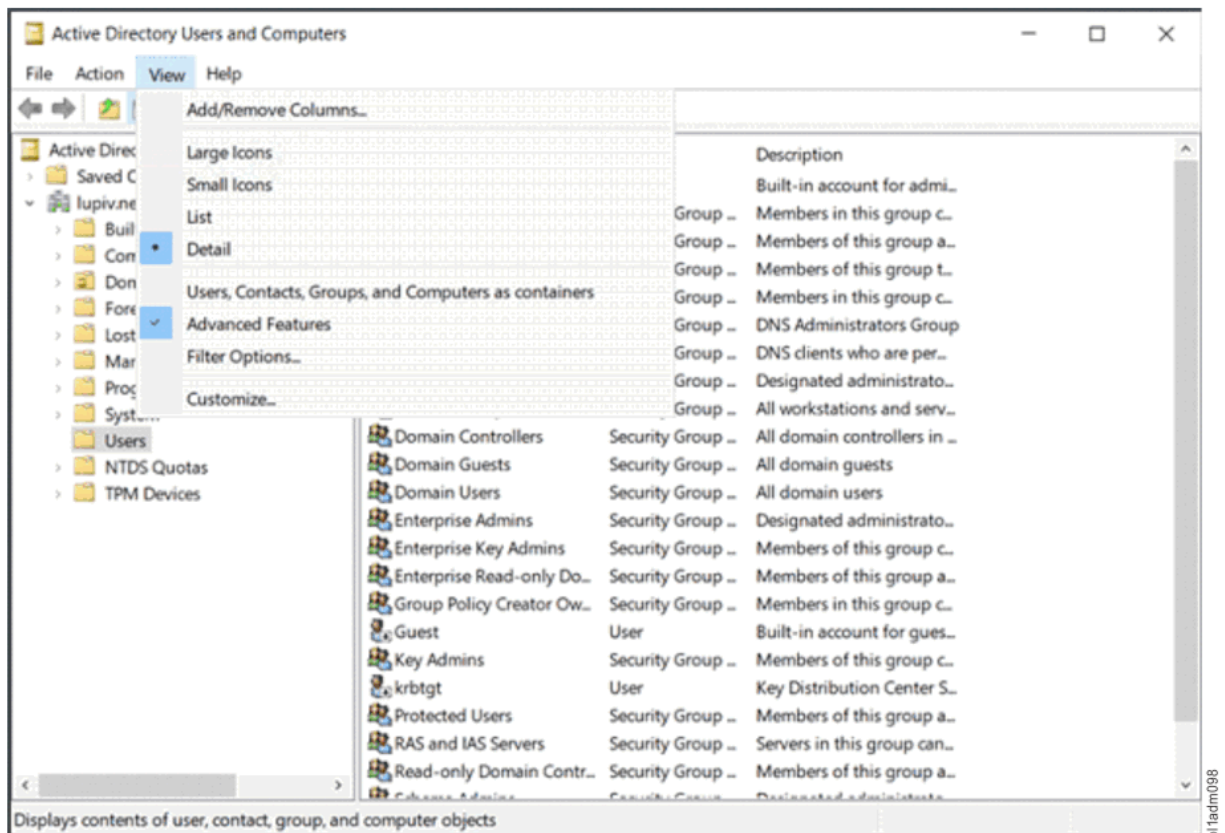 Active Directory Users and Computers
File Action View Help
Add/Remove Columns...
Large Icons
Small Icons
List
Detail
Users, Contacts, Groups, and Computers as containers
Advanced Features
Filter Options...
Customize...
Active Direc
Saved C
lupiv.ne
Buil
Com
Dom
Fore
Lost
Mar
Prog
Syst
Users
NTDS Quotas
TPM Devices
Description
Built-in account for admi...
Group ... Members in this group c...
Group ... Members of this group a...
Group ... Members of this group t...
Group ... Members in this group c...
Group ... DNS Administrators Group
Group ... DNS clients who are per...
Group ... Designated administrato...
Group ... All workstations and serv...
Domain Controllers Security Group ... All domain controllers in ...
Domain Guests Security Group ... All domain guests
Domain Users Security Group ... All domain users
Enterprise Admins Security Group ... Designated administrato...
Enterprise Key Admins Security Group ... Members of this group c...
Enterprise Read-only Do... Security Group ... Members of this group a...
Group Policy Creator Ow... Security Group ... Members in this group c...
Guest User Built-in account for gues...
Key Admins Security Group ... Members of this group c...
krbtgt User Key Distribution Center S...
Protected Users Security Group ... Members of this group a...
RAS and IAS Servers Security Group ... Servers in this group can...
Read-only Domain Contr... Security Group ... Members of this group a...
Displays contents of user, contact, group, and computer objects